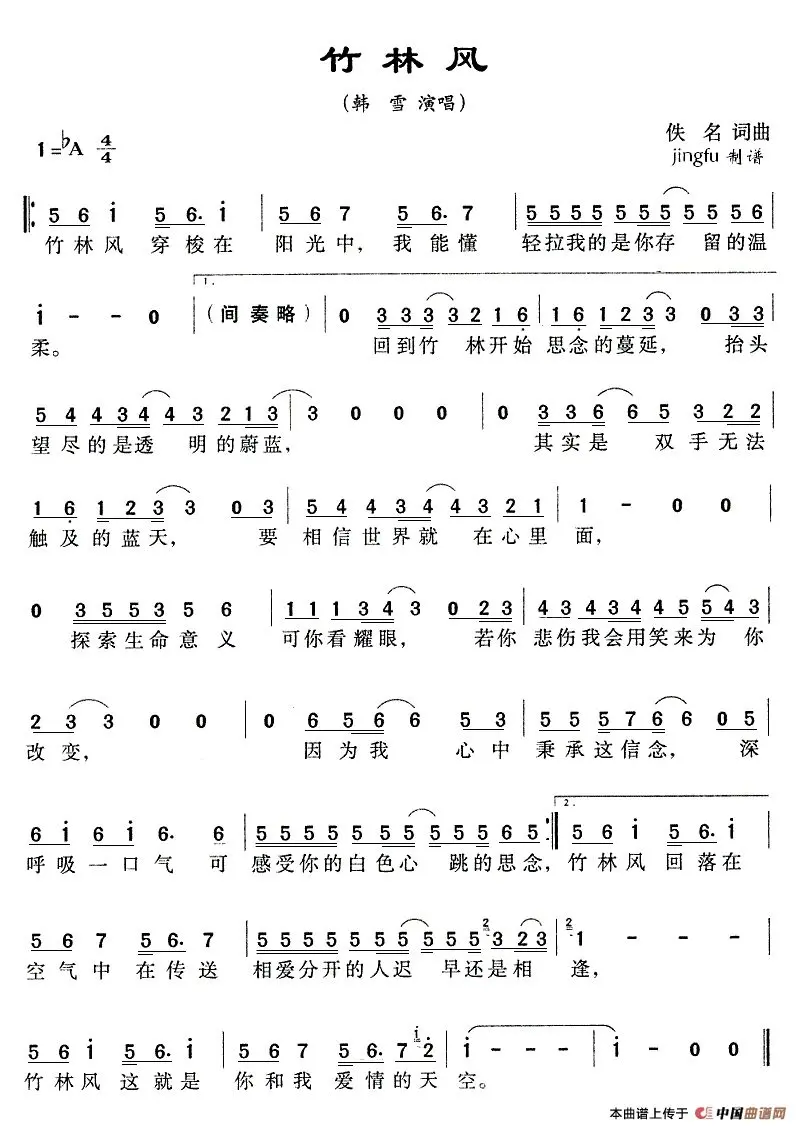 竹林风
（韩 雪 演唱）
佚 名 词曲
1=♭A 4/4
jingfu 制谱
5 6 i 5 6. i 5 6 7 5 6. 7 5 5 5 5 5 5 5 5 5 5 5 6
竹林风 穿梭在 阳光中，我能懂 轻拉我的是你存 留的温
1.
i - - 0 （间奏略） 0 3 3 3 3 2 1 6 1 6 1 2 3 3 0 3 3
柔。 回到竹 林开始 思念的蔓延， 抬头
5 4 4 3 4 4 4 3 2 1 3 3 0 0 0 0 3 3 6 6 5 3 2 2
望尽的是透 明的蔚蓝， 其实是 双手无法
1 6 1 2 3 3 3 0 3 5 4 4 3 4 4 3 2 1 1 - 0 0
触及的蓝天， 要 相信世界就 在心里 面，
0 3 5 5 3 5 6 1 1 1 3 4 3 0 2 3 4 3 4 3 4 4 5 5 4 3
探索生命意义 可你看耀眼， 若你 悲伤我会用笑来为 你
2 3 3 0 0 0 6 5 6 6 5 3 5 5 5 7 6 6 0 5
改变， 因为我 心中 秉承这信念，深
2.
6 i 6 i 6. 6 5 5 5 5 5 5 5 5 5 5 6 5 5 6 i 5 6. i
呼吸一口气 可 感受你的白色心 跳的思念，竹林风 回落在
5 6 7 5 6. 7 5 5 5 5 5 5 5 5 5 5 2 3 2 3 2 1 - - -
空气中 在传送 相爱分开的人迟 早还是相 逢，
5 6 i 5 6. i 5 6 7 5 6. 7 i 2 i - - i - 0 0
竹林风 这就是 你和我 爱情的天 空。
本曲谱上传于 中国曲谱网